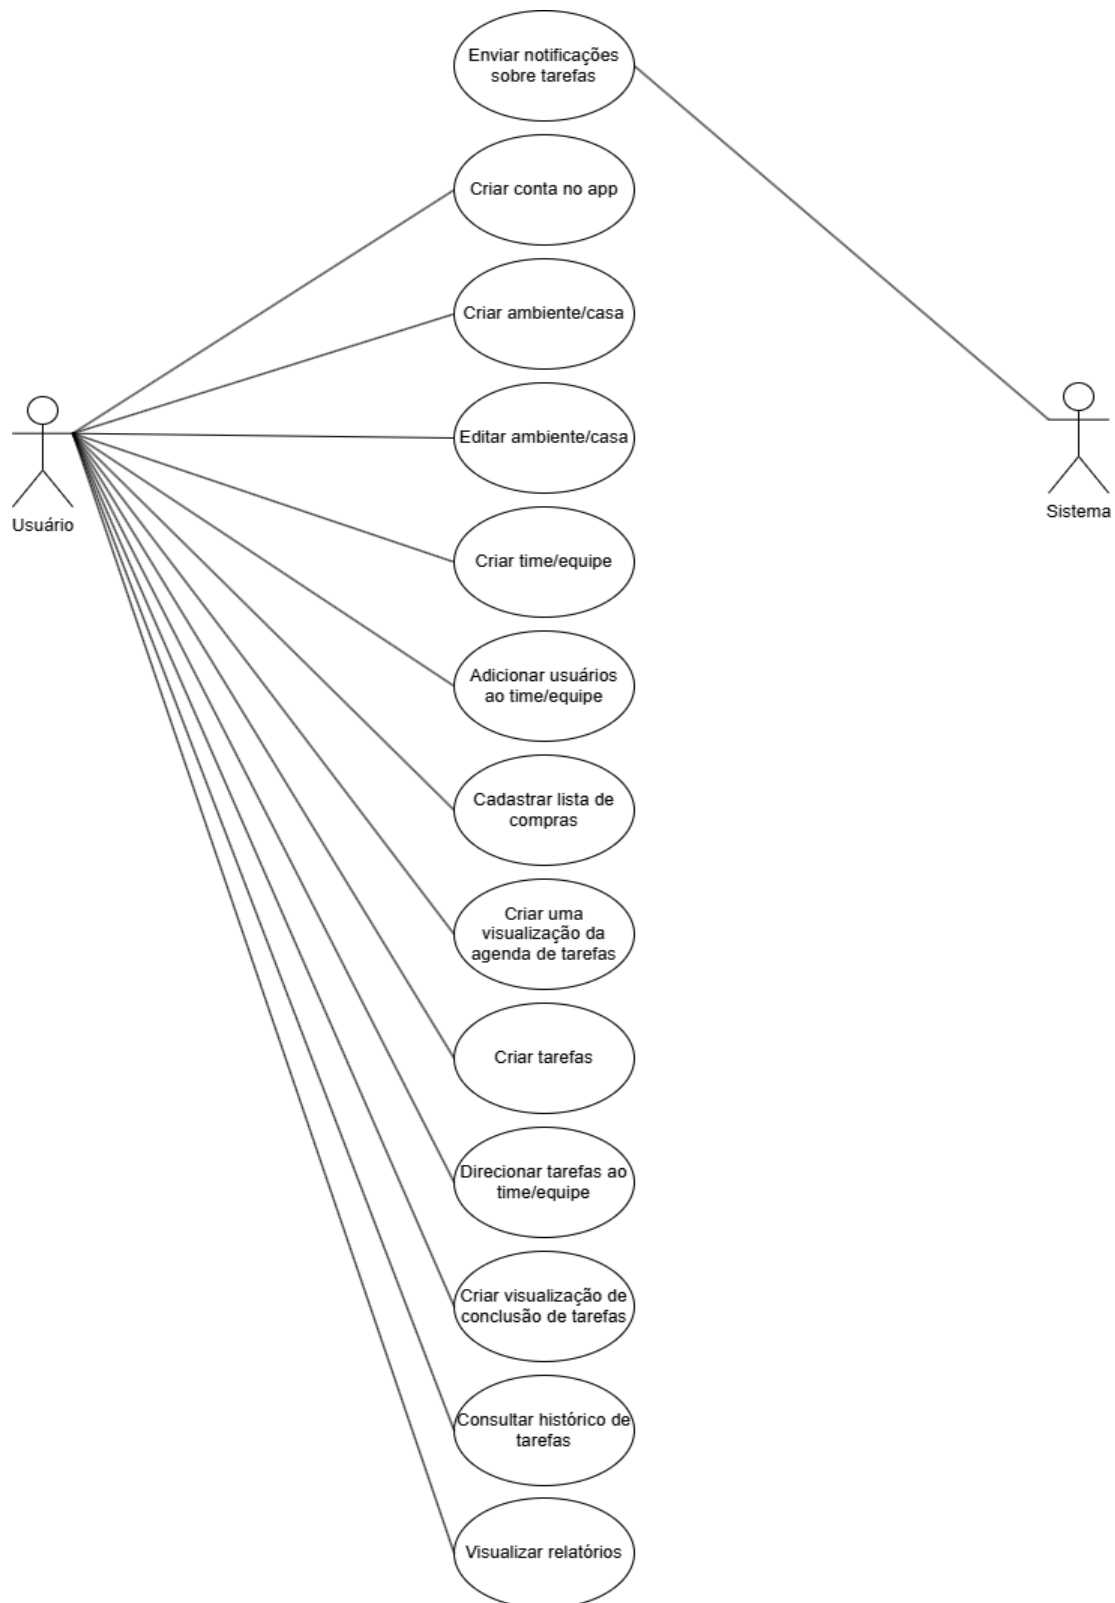 Enviar notificações
sobre tarefas
Criar conta no app
Criar ambiente/casa
Editar ambiente/casa
Usuário
Sistema
Criar time/equipe
Adicionar usuários
ao time/equipe
Cadastrar lista de
compras
Criar uma
visualização da
agenda de tarefas
Criar tarefas
Direcionar tarefas ao
time/equipe
Criar visualização de
conclusão de tarefas
Consultar histórico de
tarefas
Visualizar relatórios